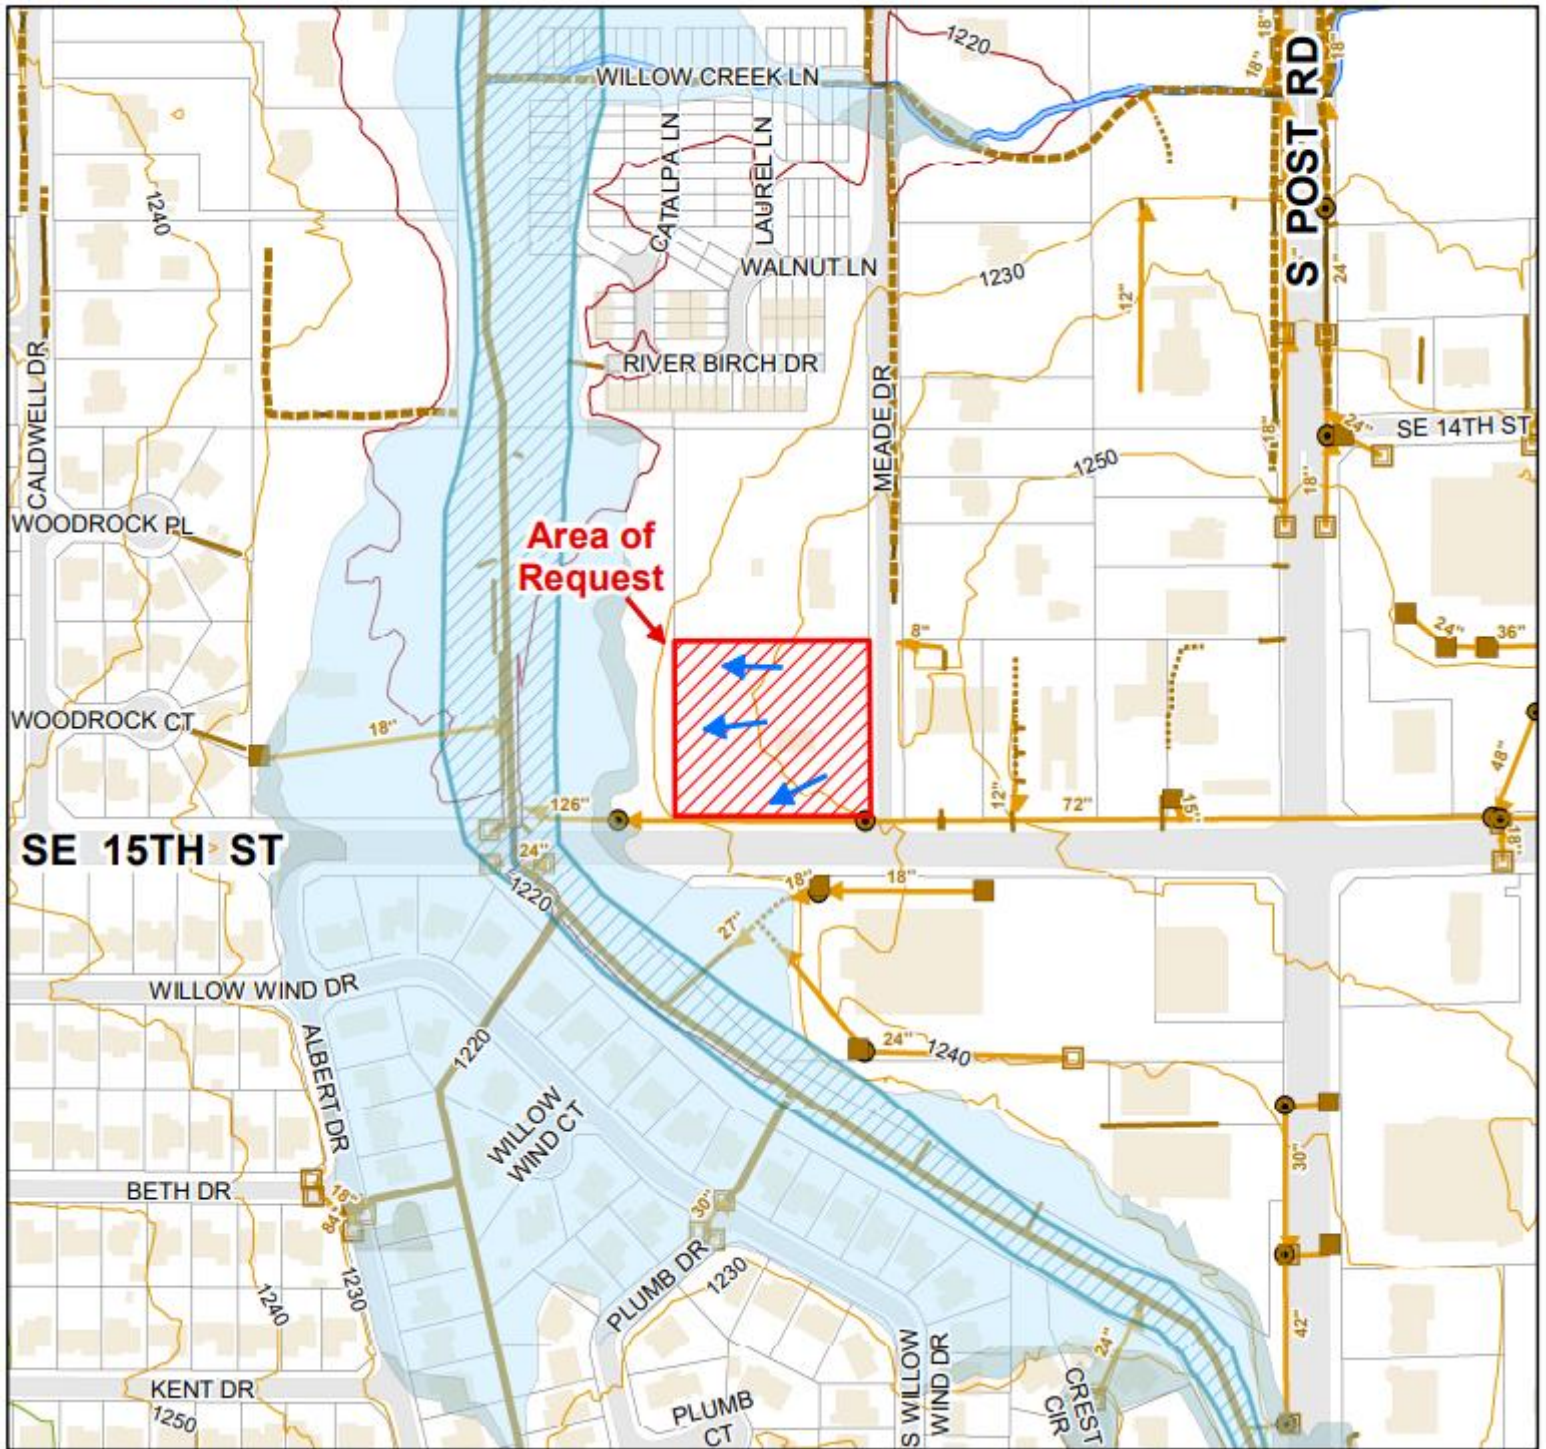 1220
18"
18"
18"
WILLOW CREEK LN
S POST RD
CATALPA LN
LAUREL LN
1240
WALNUT LN
1230
24"
12"
RIVER BIRCH DR
CALDWELL DR
MEADE DR
18"
24"
SE 14TH ST
1250
18"
WOODROCK PL
Area of
Request
8"
24"
36"
WOODROCK CT
18"
48"
126"
12"
72"
15"
18"
SE 15TH ST
24"
1220
18"
18"
27"
WILLOW WIND DR
ALBERT DR
1220
24"
1240
WILLOW
WIND CT
30"
BETH DR
18"
84"
30"
PLUMB DR
1230
1240
1230
42"
24"
S WILLOW
WIND DR
CREST
CIR
KENT DR
1250
PLUMB
CT